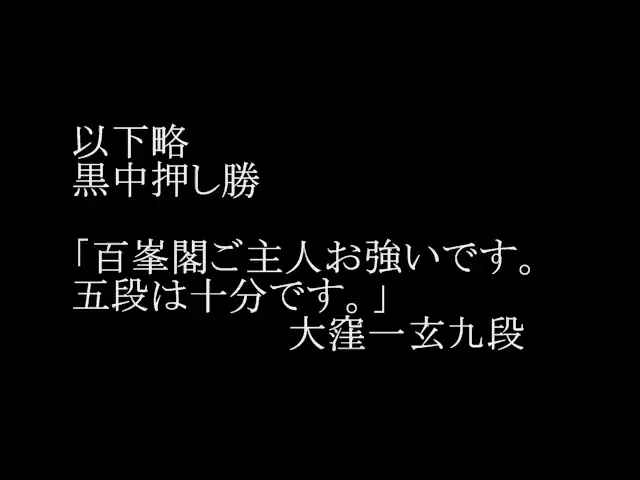 以下略
黒中押し勝
「百峯閣ご主人お強いです。
五段は十分です。」
大窪一玄九段